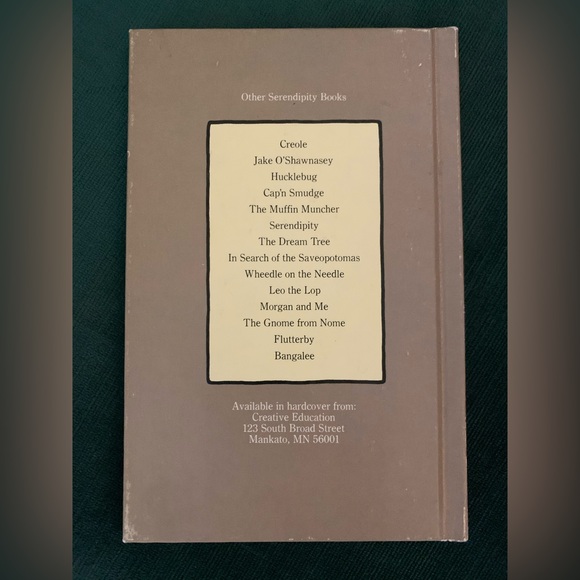 Other Serendipity Books
Creole
Jake O'Shawnasey
Hucklebug
Cap'n Smudge
The Muffin Muncher
Serendipity
The Dream Tree
In Search of the Saveopotomas
Wheedle on the Needle
Leo the Lop
Morgan and Me
The Gnome from Nome
Flutterby
Bangalee
Available in hardcover from:
Creative Education
123 South Broad Street
Mankato, MN 56001